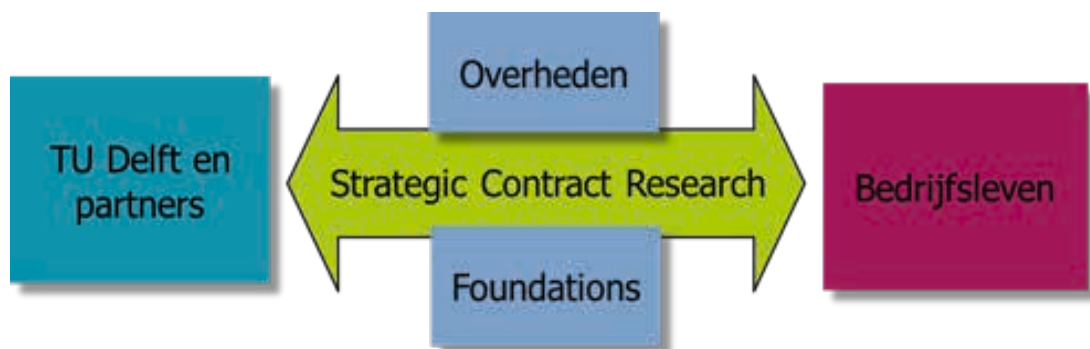 Overheden
TU Delft en
partners
Strategic Contract Research
Bedrijfsleven
Foundations